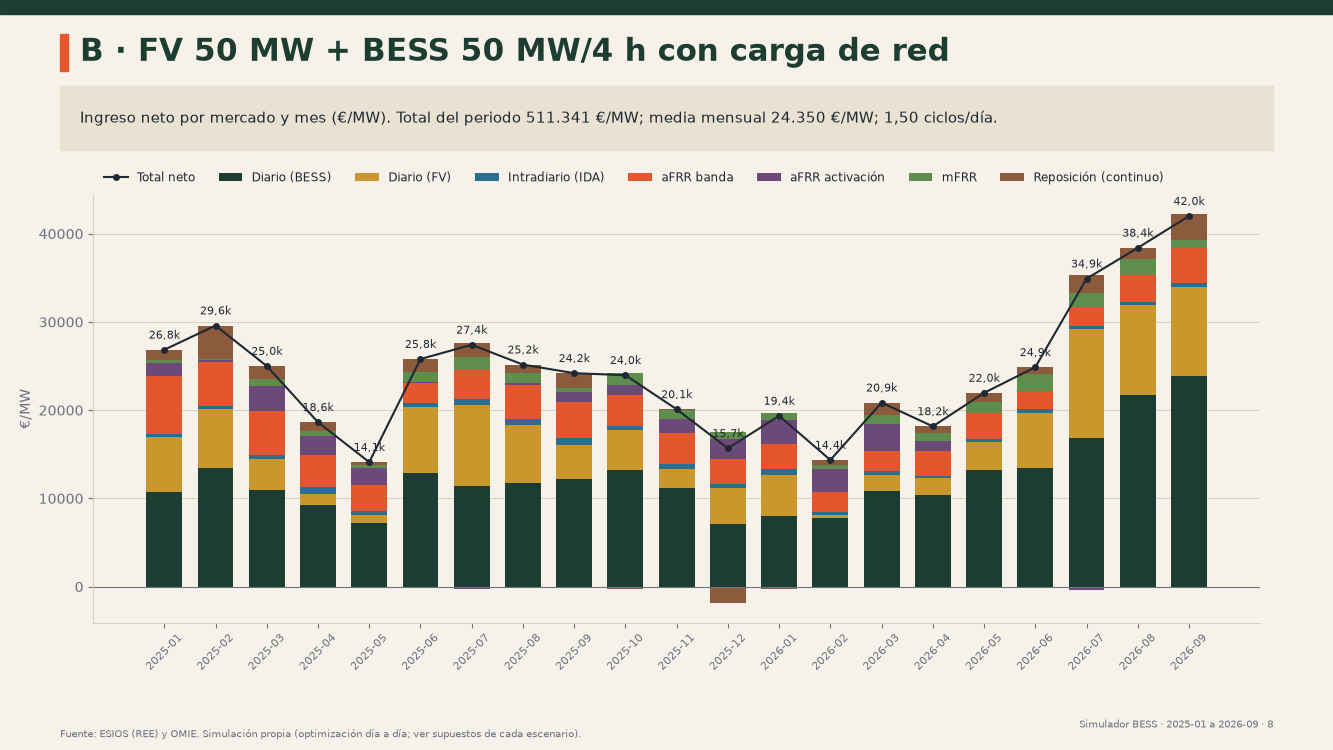 B · FV 50 MW + BESS 50 MW/4 h con carga de red
Ingreso neto por mercado y mes (€/MW). Total del periodo 511.341 €/MW; media mensual 24.350 €/MW; 1,50 ciclos/día.
Total neto Diario (BESS) Diario (FV) Intradiario (IDA) aFRR banda aFRR activación mFRR Reposición (continuo)
€/MW
40000
30000
20000
10000
0
26,8k 29,6k 25,0k 18,6k 14,1k 25,8k 27,4k 25,2k 24,2k 24,0k 20,1k 15,7k 19,4k 14,4k 20,9k 18,2k 22,0k 24,9k 34,9k 38,4k 42,0k
2025-01 2025-02 2025-03 2025-04 2025-05 2025-06 2025-07 2025-08 2025-09 2025-10 2025-11 2025-12 2026-01 2026-02 2026-03 2026-04 2026-05 2026-06 2026-07 2026-08 2026-09
Simulador BESS · 2025-01 a 2026-09 · 8
Fuente: ESIOS (REE) y OMIE. Simulación propia (optimización día a día; ver supuestos de cada escenario).